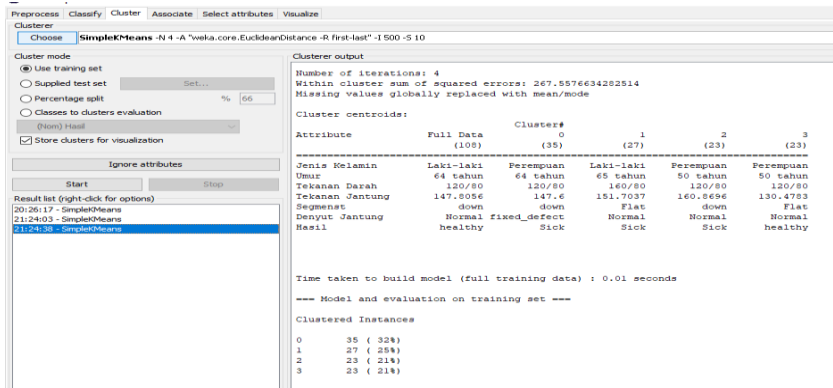 Preprocess Classify Cluster Associate Select attributes Visualize
Clusterer
Choose SimpleKMeans -N 4 -A "weka.core.EuclideanDistance -R first-last" -I 500 -S 10
Cluster mode
Use training set
Supplied test set Set...
Percentage split % 66
Classes to clusters evaluation
(Nom) Hasil
Store clusters for visualization
Ignore attributes
Start Stop
Result list (right-click for options)
20:26:17 - SimpleKMeans
21:24:03 - SimpleKMeans
21:24:38 - SimpleKMeans
Clusterer output
Number of iterations: 4
Within cluster sum of squared errors: 267.5576634282514
Missing values globally replaced with mean/mode
Cluster centroids:
Cluster#
Attribute Full Data 0 1 2 3
(108) (35) (27) (23) (23)
================================================================
Jenis Kelamin Laki-laki Perempuan Laki-laki Perempuan Perempuan
Umur 64 tahum 64 tahum 65 tahun 50 tahun 50 tahun
Tekanan Darah 120/80 120/80 160/80 120/80 120/80
Tekanan Jantung 147.8056 147.6 151.7037 160.8696 130.4783
Segmenst down down Flat down Flat
Denyut Jantung Normal fixed_defect Normal Normal Normal
Hasil healthy Sick Sick Sick healthy
Time taken to build model (full training data) : 0.01 seconds
=== Model and evaluation on training set ===
Clustered Instances
0 35 ( 32%)
1 27 ( 25%)
2 23 ( 21%)
3 23 ( 21%)